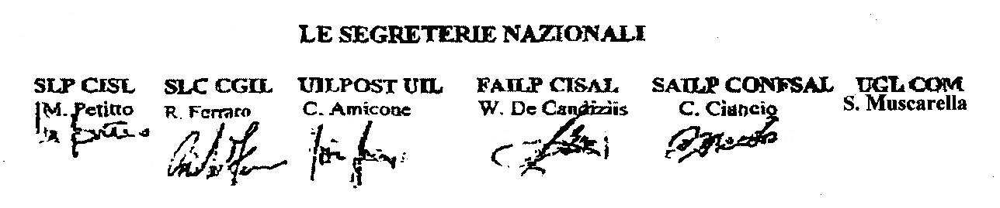 LE SEGRETERIE NAZIONALI
SLP CISL SLC CGIL UILPOST UIL FAILP CISAL SAILP CONFSAL UGL COM
M. Petitto R. Ferraro C. Amicone W. De Candiziis C. Ciancio S. Muscarella